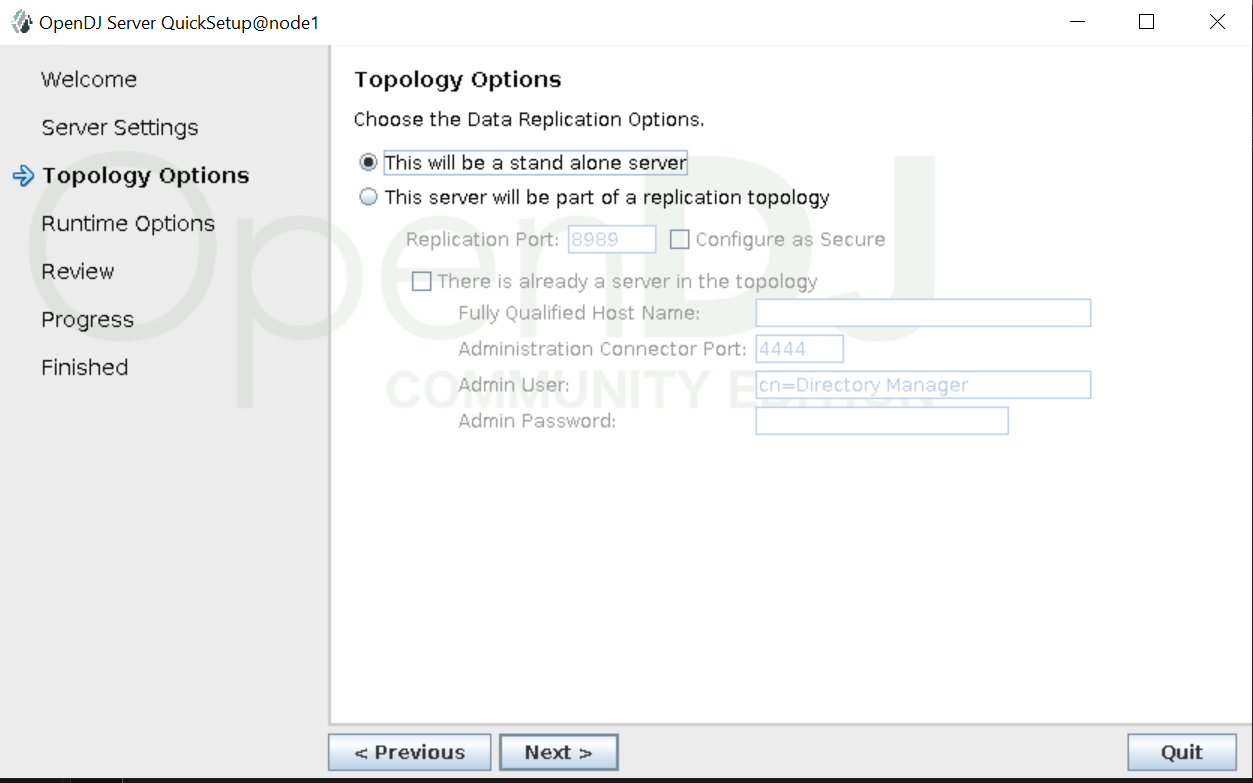 OpenDJ Server QuickSetup@node1
Welcome
Server Settings
Topology Options
Runtime Options
Review
Progress
Finished
Topology Options
Choose the Data Replication Options.
This will be a stand alone server
This server will be part of a replication topology
Replication Port: 8989 Configure as Secure
There is already a server in the topology
Fully Qualified Host Name:
Administration Connector Port: 4444
Admin User: cn=Directory Manager
Admin Password:
OpenDJ
COMMUNITY EDITION
< Previous Next > Quit